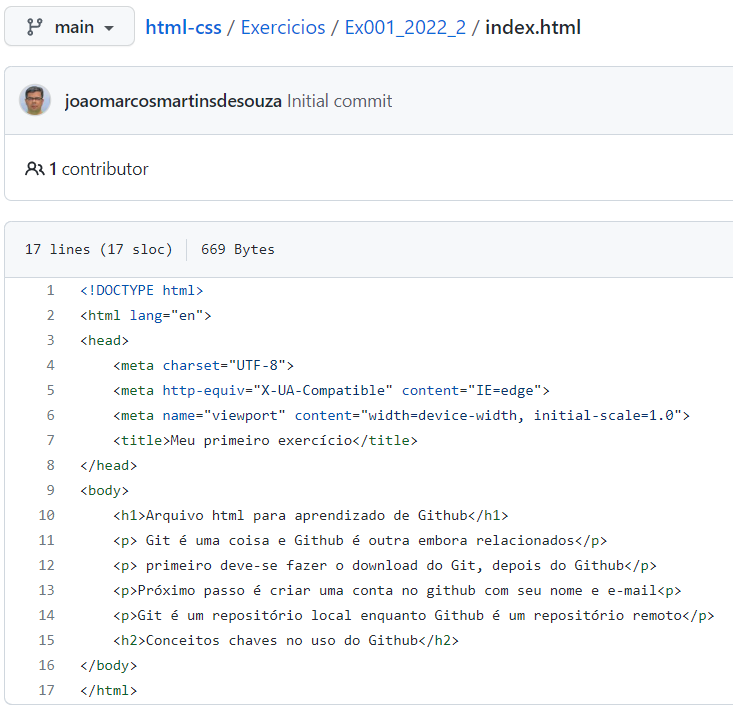 main html-css / Exercicios / Ex001_2022_2 / index.html
joaomarcosmartinsdesouza Initial commit
1 contributor
17 lines (17 sloc) 669 Bytes
1 <!DOCTYPE html>
2 <html lang="en">
3 <head>
4     <meta charset="UTF-8">
5     <meta http-equiv="X-UA-Compatible" content="IE=edge">
6     <meta name="viewport" content="width=device-width, initial-scale=1.0">
7     <title>Meu primeiro exercício</title>
8 </head>
9 <body>
10     <h1>Arquivo html para aprendizado de Github</h1>
11     <p> Git é uma coisa e Github é outra embora relacionados</p>
12     <p> primeiro deve-se fazer o download do Git, depois do Github</p>
13     <p>Próximo passo é criar uma conta no github com seu nome e e-mail<p>
14     <p>Git é um repositório local enquanto Github é um repositório remoto</p>
15     <h2>Conceitos chaves no uso do Github</h2>
16 </body>
17 </html>